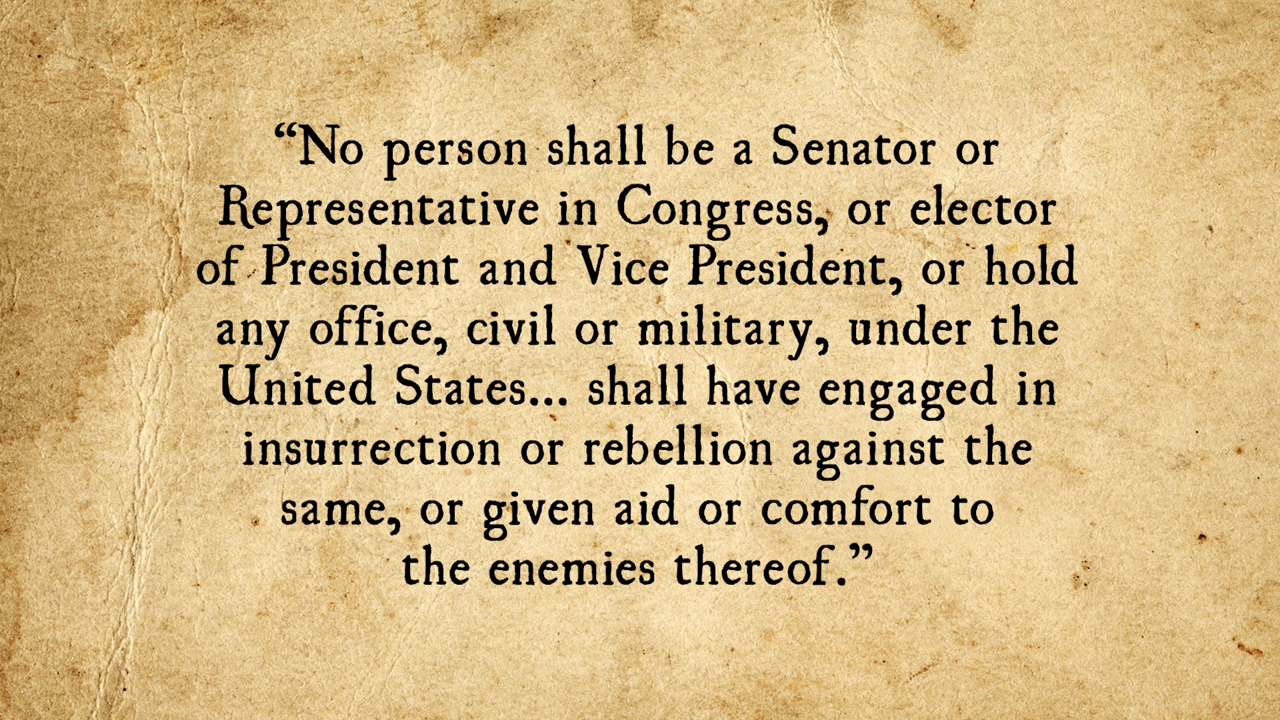 “No person shall be a Senator or
Representative in Congress, or elector
of President and Vice President, or hold
any office, civil or military, under the
United States... shall have engaged in
insurrection or rebellion against the
same, or given aid or comfort to
the enemies thereof.”